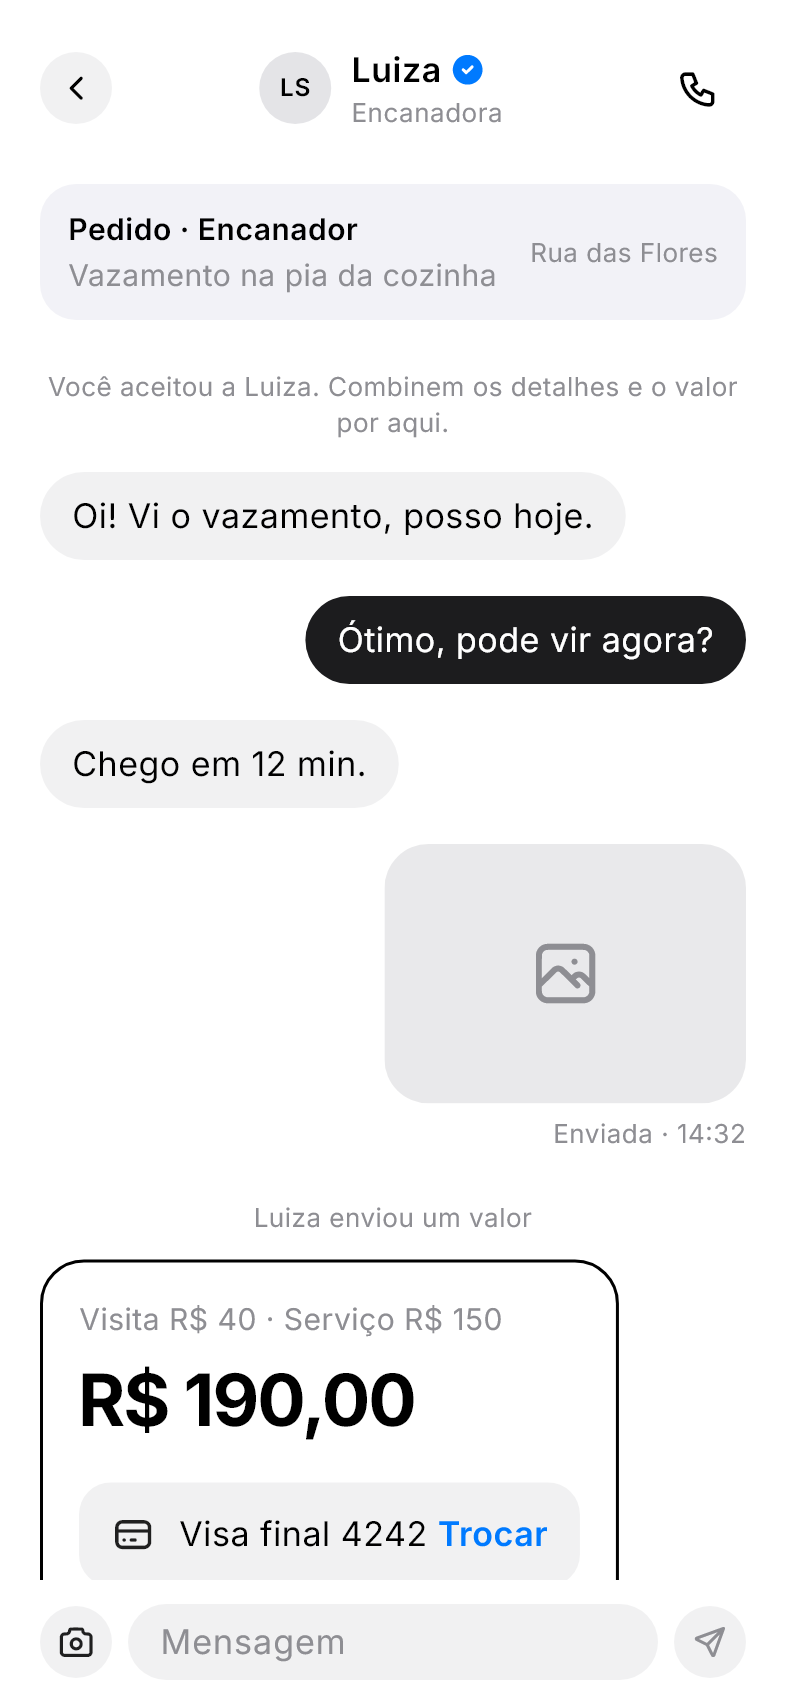 LS
Luiza
Encanadora
Pedido · Encanador
Vazamento na pia da cozinha
Rua das Flores
Você aceitou a Luiza. Combinem os detalhes e o valor
por aqui.
Oi! Vi o vazamento, posso hoje.
Ótimo, pode vir agora?
Chego em 12 min.
Enviada · 14:32
Luiza enviou um valor
Visita R$ 40 · Serviço R$ 150
R$ 190,00
Visa final 4242 Trocar
Mensagem